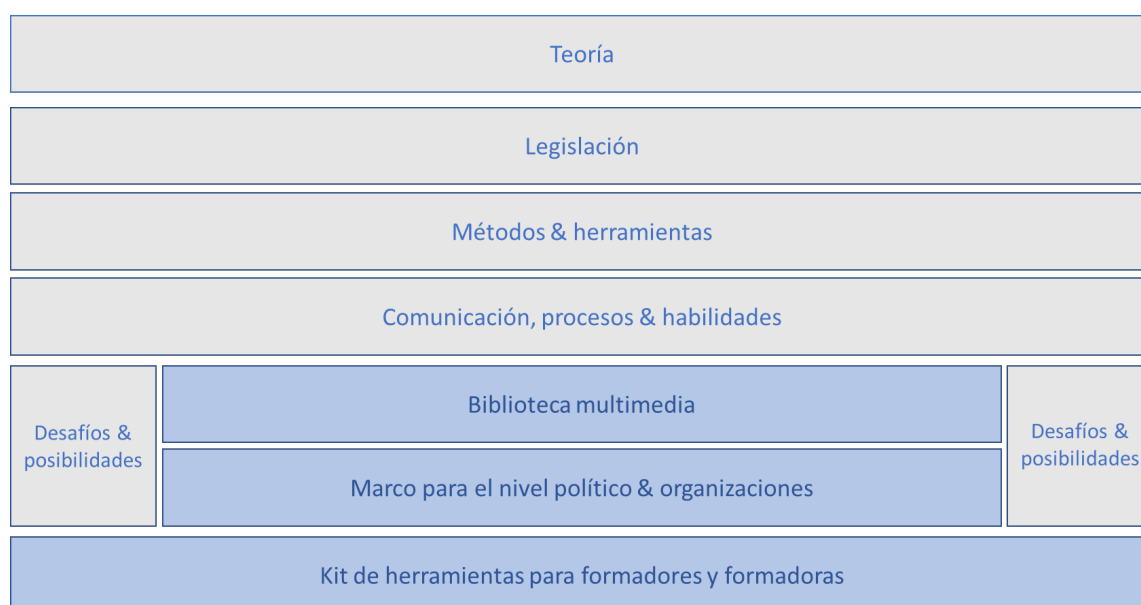 Teoría
Legislación
Métodos & herramientas
Comunicación, procesos & habilidades
Desafíos &
posibilidades
Biblioteca multimedia
Marco para el nivel político & organizaciones
Desafíos &
posibilidades
Kit de herramientas para formadores y formadoras